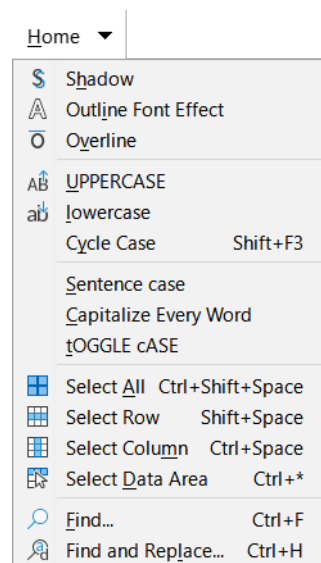 Home
Shadow
Outline Font Effect
Overline
UPPERCASE
lowercase
Cycle Case Shift+F3
Sentence case
Capitalize Every Word
tOGGLE cASE
Select All Ctrl+Shift+Space
Select Row Shift+Space
Select Column Ctrl+Space
Select Data Area Ctrl+*
Find... Ctrl+F
Find and Replace... Ctrl+H